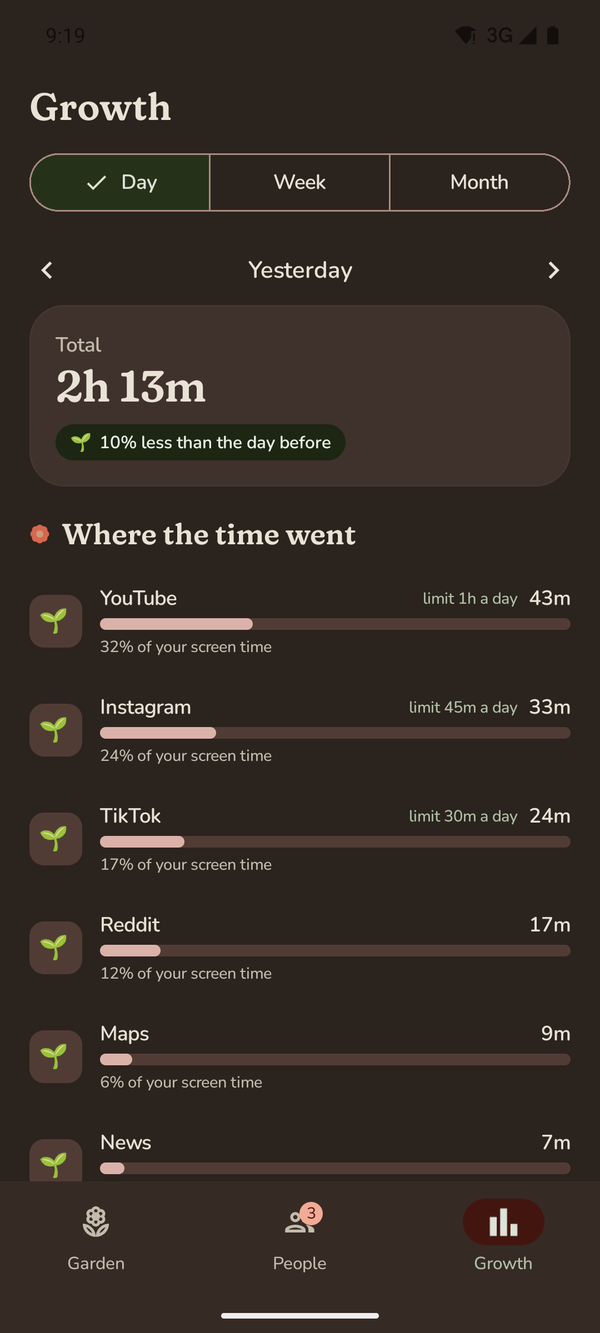 9:19
3G
Growth
Day
Week
Month
Yesterday
Total
2h 13m
10% less than the day before
Where the time went
YouTube limit 1h a day 43m
32% of your screen time
Instagram limit 45m a day 33m
24% of your screen time
TikTok limit 30m a day 24m
17% of your screen time
Reddit 17m
12% of your screen time
Maps 9m
6% of your screen time
News 7m
3
Garden
People
Growth